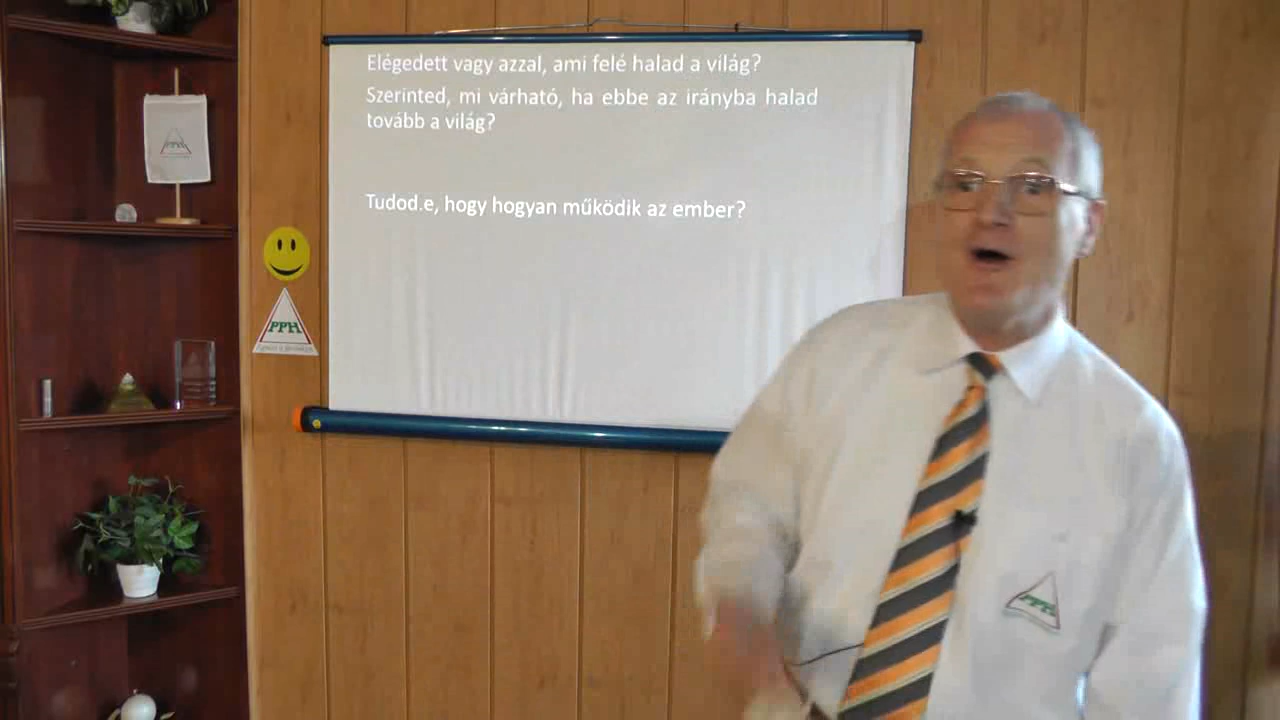 Elégedett vagy azzal, ami felé halad a világ?
Szerinted, mi várható, ha ebbe az irányba halad
tovább a világ?
Tudod.e, hogy hogyan működik az ember?
PPH
PPH